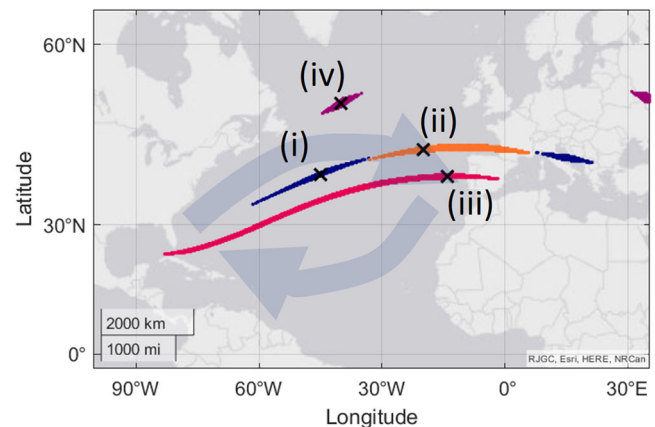 60°N
(iv)
(i)
(ii)
Latitude
30°N
(iii)
2000 km
1000 mi
0°
RJGC, Esri, HERE, NRCan
90°W
60°W
30°W
0°
30°E
Longitude